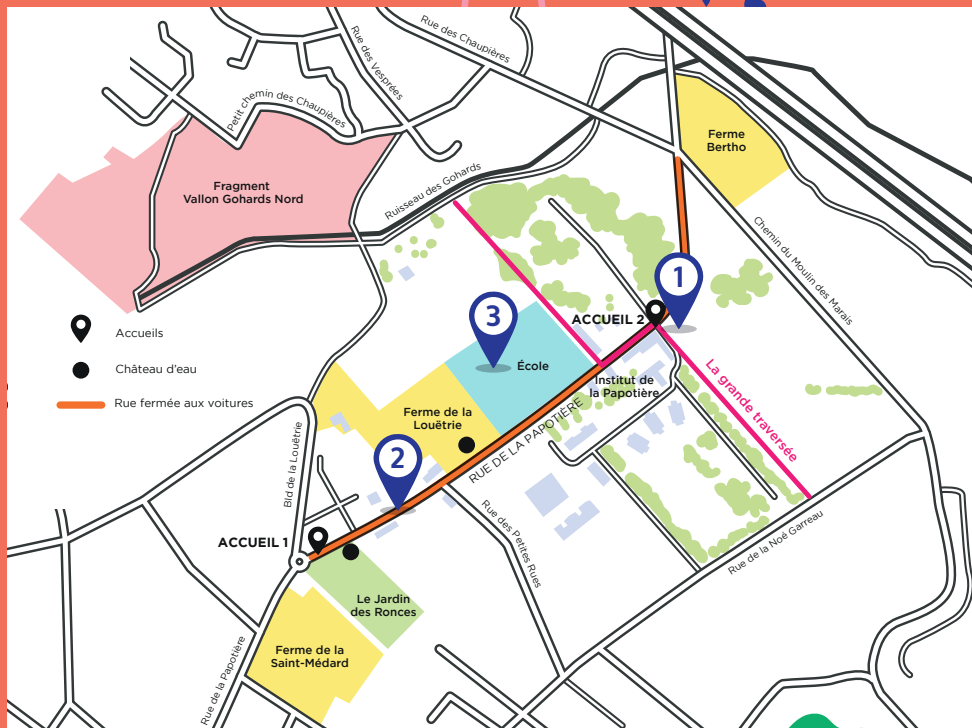 Rue des Chaupières
Rue des Vesprées
Petit chemin des Chaupières
Ferme
Bertho
Fragment
Vallon Gohards Nord
Ruisseau des Gohards
Chemin du Moulin des Marais
1
3
ACCUEIL 2
Accueils
Château d'eau
Rue fermée aux voitures
École
Institut de
la Papotière
La grande traversée
Ferme de la
Louëtrie
RUE DE LA PAPOTIÈRE
Bld de la Louëtrie
2
Rue des Petites Rues
Rue de la Noé Garreau
ACCUEIL 1
Le Jardin
des Ronces
Ferme de la
Saint-Médard
Rue de la Papotière